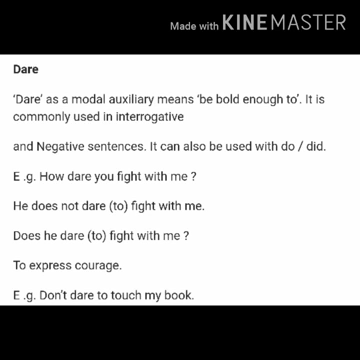 Made with KINEMASTER
Dare
‘Dare’ as a modal auxiliary means ‘be bold enough to’. It is
commonly used in interrogative
and Negative sentences. It can also be used with do / did.
E .g. How dare you fight with me ?
He does not dare (to) fight with me.
Does he dare (to) fight with me ?
To express courage.
E .g. Don’t dare to touch my book.